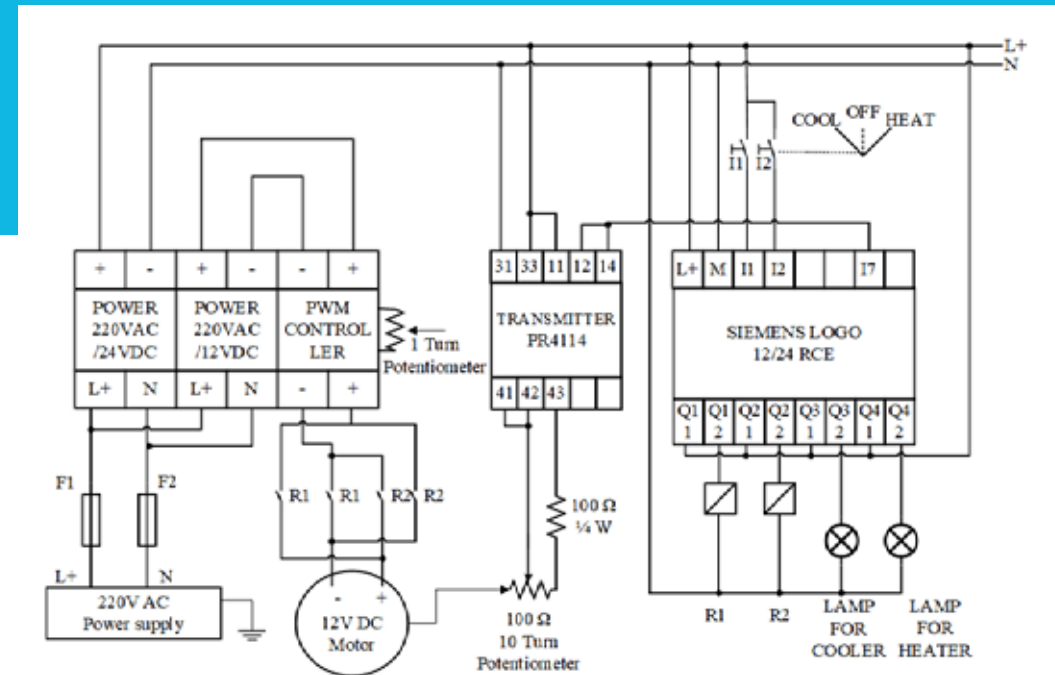 L+
N
COOL OFF HEAT
I1 I2
+ - + - - +
POWER
220VAC
/24VDC
POWER
220VAC
/12VDC
PWM
CONTROL
LER
L+ N L+ N - +
1 Turn
Potentiometer
31 33 11 12 14
TRANSMITTER
PR4114
41 42 43
L+ M I1 I2 I7
SIEMENS LOGO
12/24 RCE
Q1 Q1 Q2 Q2 Q3 Q3 Q4 Q4
1 2 1 2 1 2 1 2
F1 F2
R1 R1 R2 R2
100 Ω
¼ W
L+ N
220V AC
Power supply
- +
12V DC
Motor
100 Ω
10 Turn
Potentiometer
R1 R2
LAMP
FOR
COOLER
LAMP
FOR
HEATER